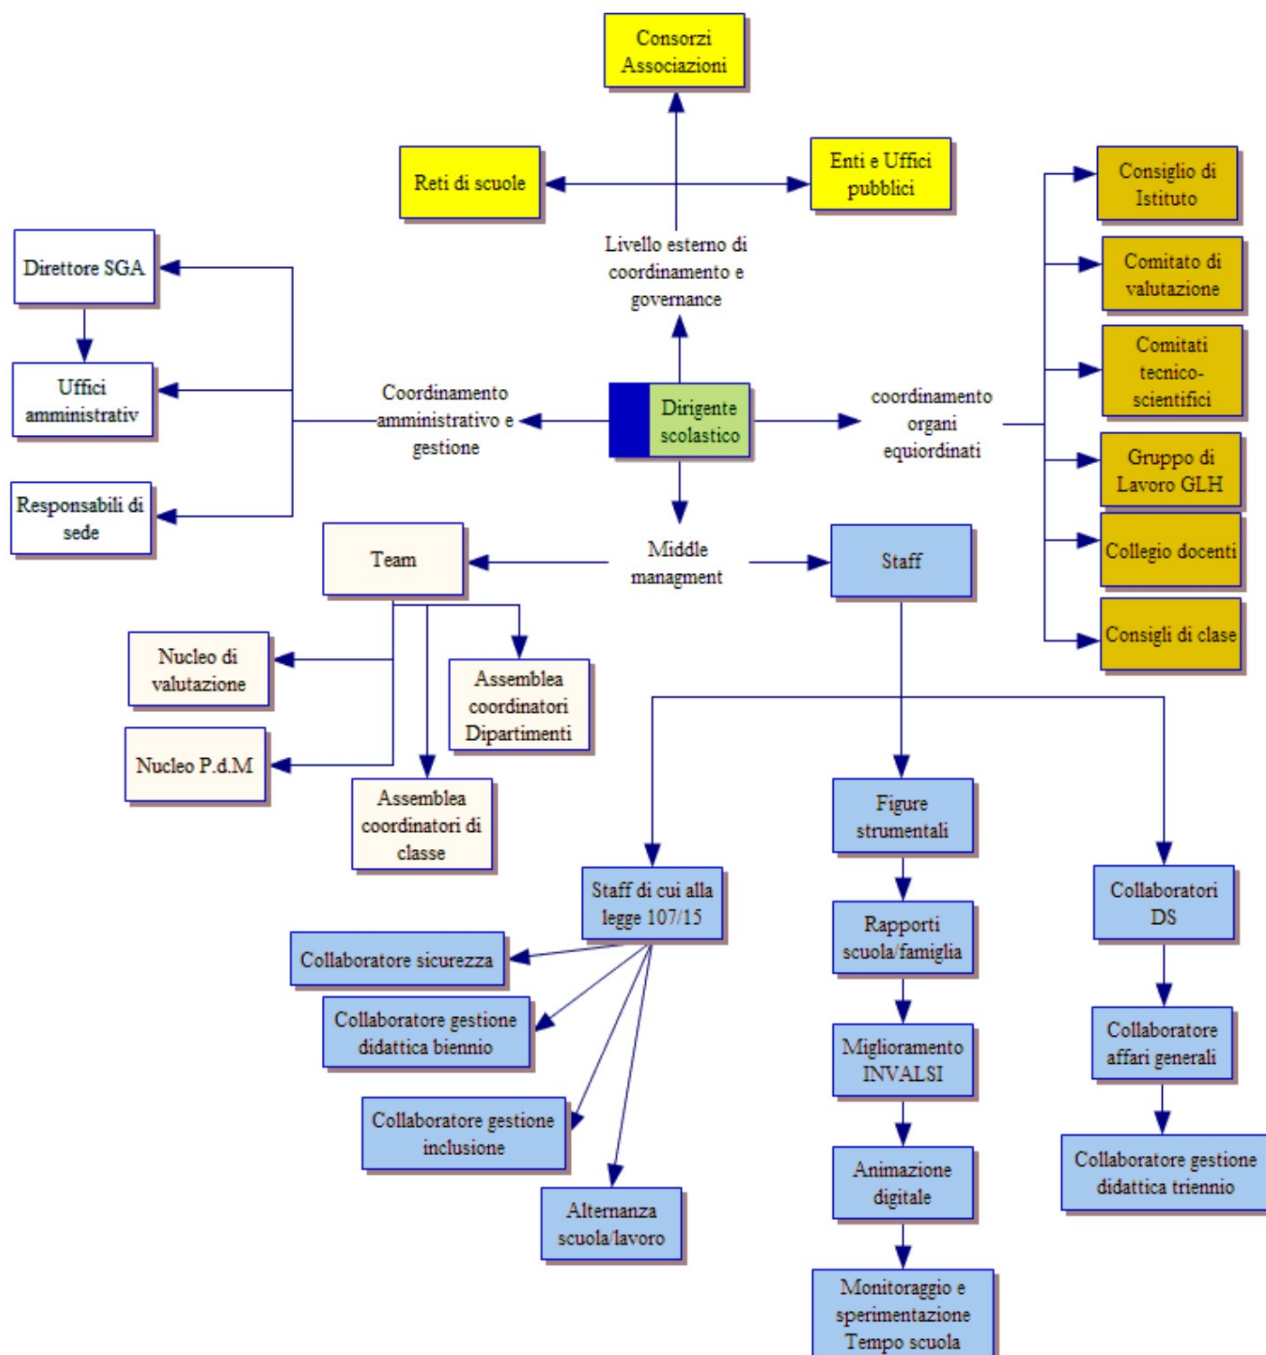 Consorzi
Associazioni
Reti di scuole
Enti e Uffici
pubblici
Livello esterno di
coordinamento e
governance
Direttore SGA
Uffici
amministrativ
Responsabili di
sede
Coordinamento
amministrativo e
gestione
Dirigente
scolastico
coordinamento
organi
equiordinati
Consiglio di
Istituto
Comitato di
valutazione
Comitati
tecnico-
scientifici
Gruppo di
Lavoro GLH
Collegio docenti
Consigli di clase
Middle
managment
Team
Staff
Nucleo di
valutazione
Nucleo P.d.M
Assemblea
coordinatori
Dipartimenti
Assemblea
coordinatori di
classe
Staff di cui alla
legge 107/15
Collaboratore sicurezza
Collaboratore gestione
didattica biennio
Collaboratore gestione
inclusione
Alternanza
scuola/lavoro
Figure
strumentali
Rapporti
scuola/famiglia
Miglioramento
INVALSI
Animazione
digitale
Monitoraggio e
sperimentazione
Tempo scuola
Collaboratori
DS
Collaboratore
affari generali
Collaboratore gestione
didattica triennio